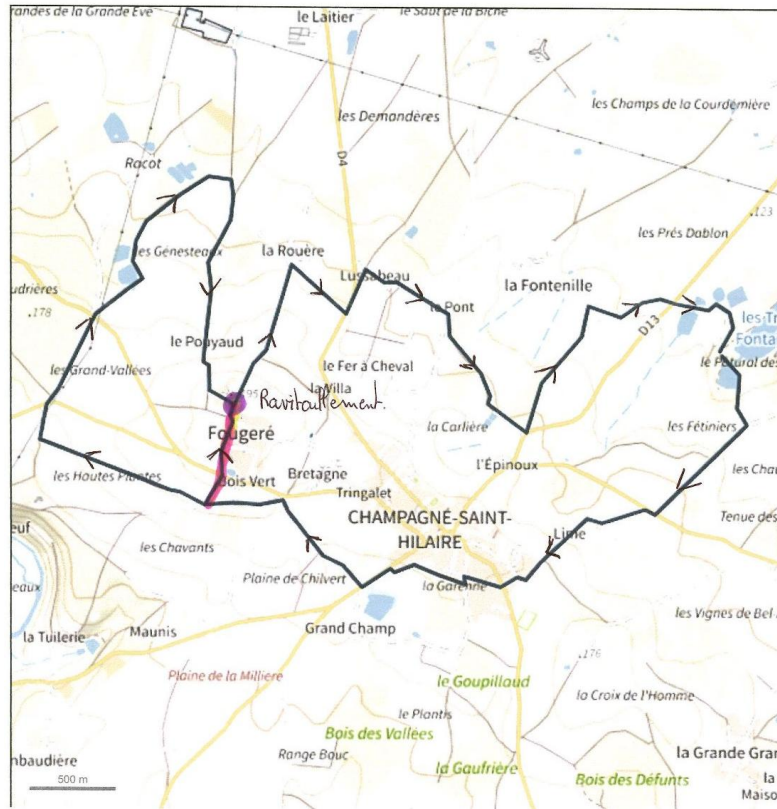 randes de la Grande Eve
le Laitier
le Saut de la Biche
les Champs de la Courdemière
les Demandères
D4
Racot
.123
les Prés Dablon
les Génesteaux
la Rouère
Lussabeau
la Fontenille
udrières
.178
le Pont
les Tr
Fonta
D13
le Pouyaud
le Fer à Cheval
le Patural des
les Grand-Vallées
la Villa
Ravitaillement.
la Carlière
les Fétiniers
Fougeré
l'Épinoux
les Hautes Plantes
Bois Vert
Bretagne
les Chau
Tringalet
CHAMPAGNÉ-SAINT-
HILAIRE
Tenue des
euf
les Chavants
Lime
eaux
Plaine de Chilvert
la Garenne
les Vignes de Bel
la Tuilerie
Maunis
Grand Champ
.176
Plaine de la Millière
le Goupillaud
la Croix de l'Homme
le Plantis
Bois des Vallées
nbaudière
Range Bouc
la Gaufrière
la Grande Gran
500 m
Bois des Défunts
la
Maiso